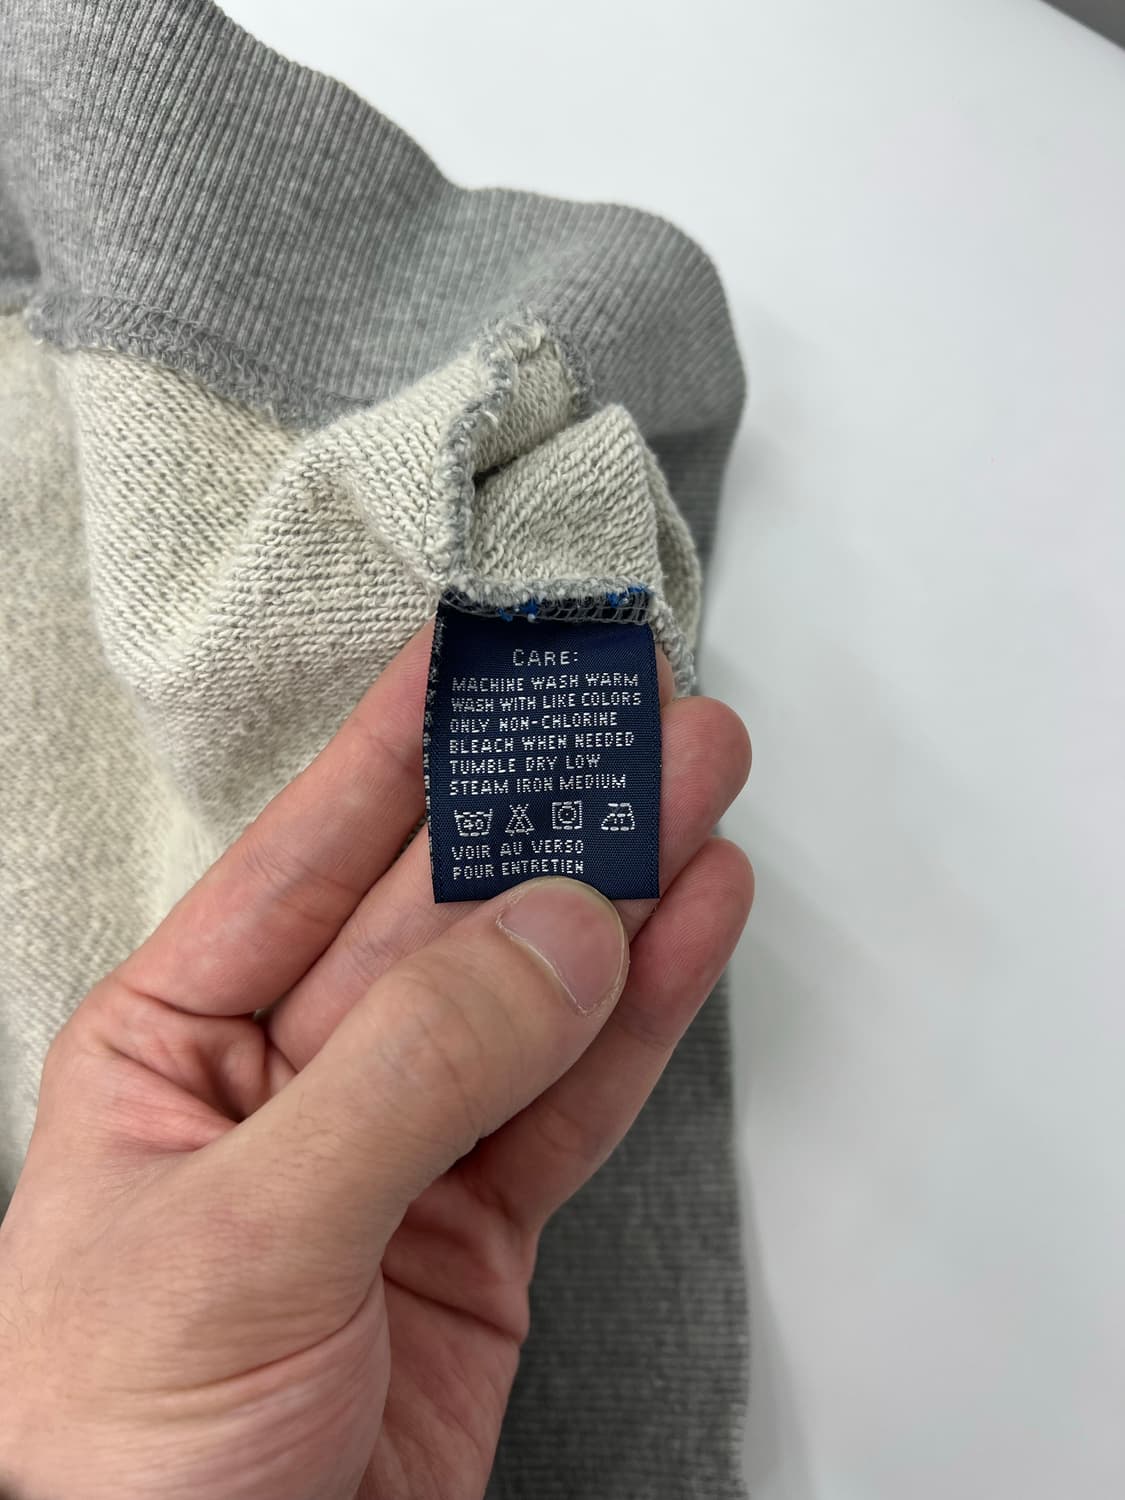 CARE:
MACHINE WASH WARM
WASH WITH LIKE COLORS
ONLY NON-CHLORINE
BLEACH WHEN NEEDED
TUMBLE DRY LOW
STEAM IRON MEDIUM
40
VOIR AU VERSO
POUR ENTRETIEN